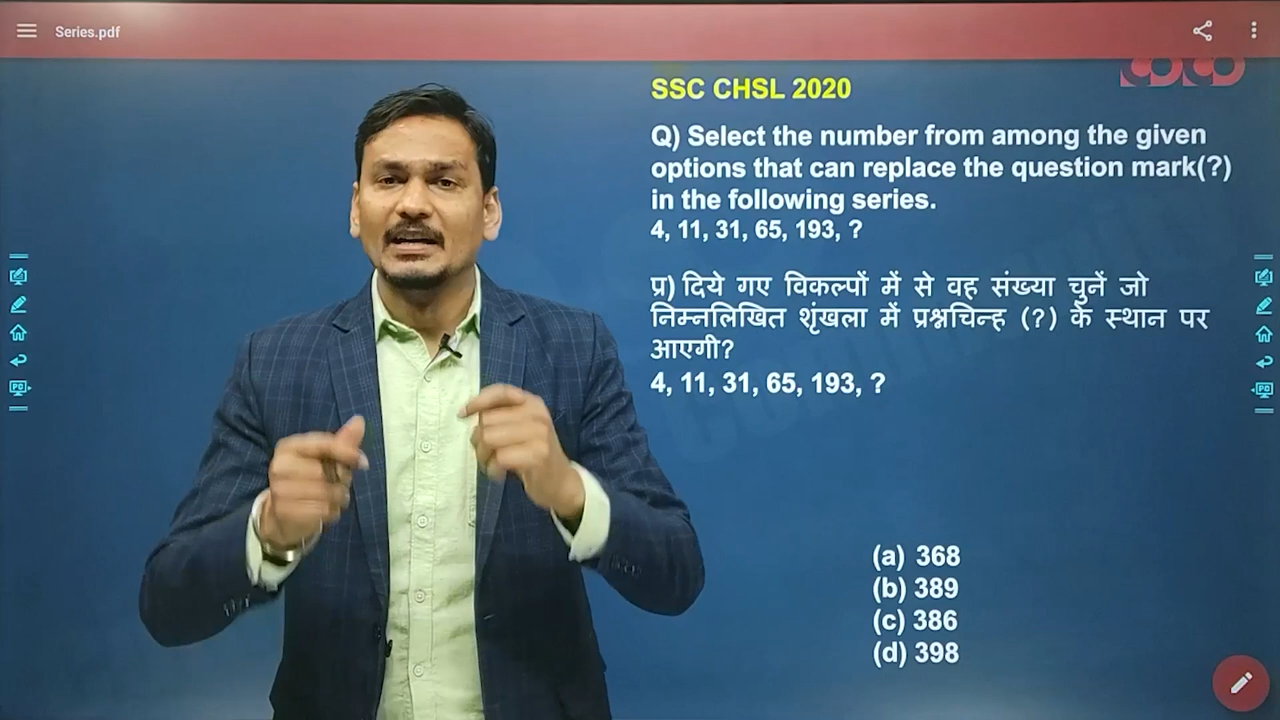 Series.pdf
SSC CHSL 2020
Q) Select the number from among the given
options that can replace the question mark(?)
in the following series.
4, 11, 31, 65, 193, ?
प्र) दिये गए विकल्पों में से वह संख्या चुनें जो
निम्नलिखित शृंखला में प्रश्नचिन्ह (?) के स्थान पर
आएगी?
4, 11, 31, 65, 193, ?
(a) 368
(b) 389
(c) 386
(d) 398